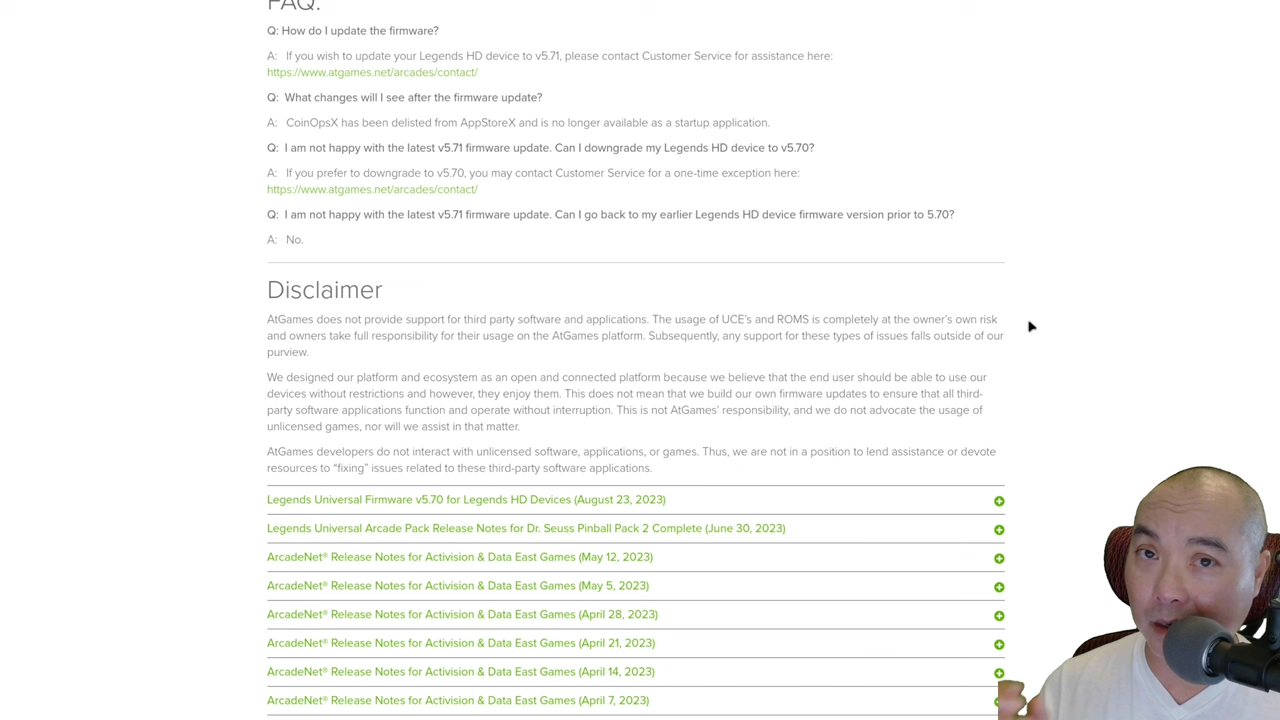 FAQ:
Q: How do I update the firmware?
A: If you wish to update your Legends HD device to v5.71, please contact Customer Service for assistance here:
https://www.atgames.net/arcades/contact/
Q: What changes will I see after the firmware update?
A: CoinOpsX has been delisted from AppStoreX and is no longer available as a startup application.
Q: I am not happy with the latest v5.71 firmware update. Can I downgrade my Legends HD device to v5.70?
A: If you prefer to downgrade to v5.70, you may contact Customer Service for a one-time exception here:
https://www.atgames.net/arcades/contact/
Q: I am not happy with the latest v5.71 firmware update. Can I go back to my earlier Legends HD device firmware version prior to 5.70?
A: No.
Disclaimer
AtGames does not provide support for third party software and applications. The usage of UCE's and ROMS is completely at the owner's own risk
and owners take full responsibility for their usage on the AtGames platform. Subsequently, any support for these types of issues falls outside of our
purview.
We designed our platform and ecosystem as an open and connected platform because we believe that the end user should be able to use our
devices without restrictions and however, they enjoy them. This does not mean that we build our own firmware updates to ensure that all third-
party software applications function and operate without interruption. This is not AtGames' responsibility, and we do not advocate the usage of
unlicensed games, nor will we assist in that matter.
AtGames developers do not interact with unlicensed software, applications, or games. Thus, we are not in a position to lend assistance or devote
resources to “fixing” issues related to these third-party software applications.
Legends Universal Firmware v5.70 for Legends HD Devices (August 23, 2023)
Legends Universal Arcade Pack Release Notes for Dr. Seuss Pinball Pack 2 Complete (June 30, 2023)
ArcadeNet® Release Notes for Activision & Data East Games (May 12, 2023)
ArcadeNet® Release Notes for Activision & Data East Games (May 5, 2023)
ArcadeNet® Release Notes for Activision & Data East Games (April 28, 2023)
ArcadeNet® Release Notes for Activision & Data East Games (April 21, 2023)
ArcadeNet® Release Notes for Activision & Data East Games (April 14, 2023)
ArcadeNet® Release Notes for Activision & Data East Games (April 7, 2023)